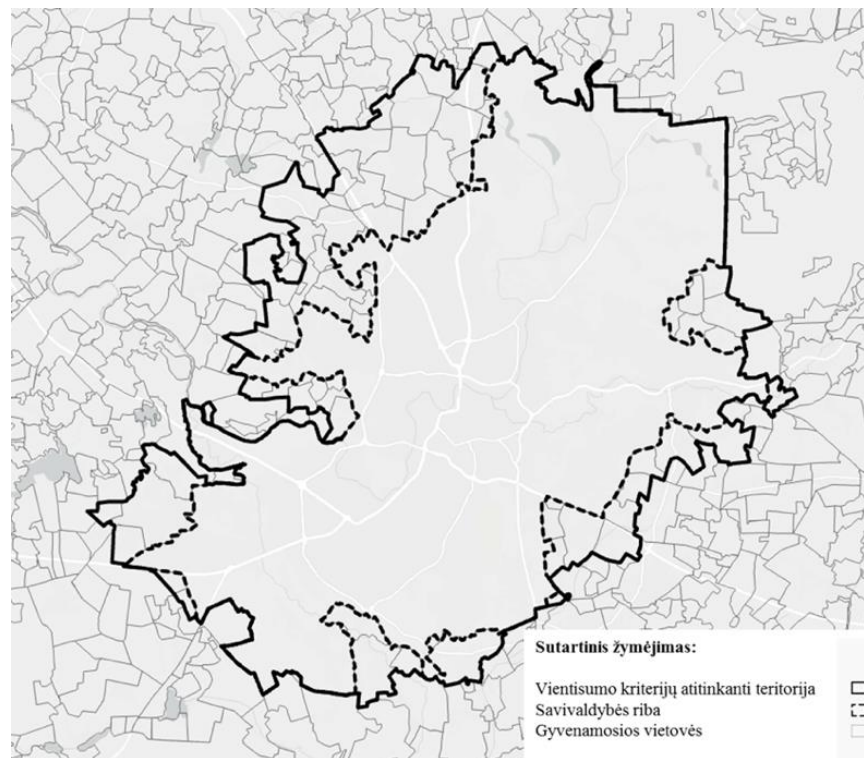 Sutartinis žymėjimas:
Vientisumo kriterijų atitinkanti teritorija
Savivaldybės riba
Gyvenamosios vietovės